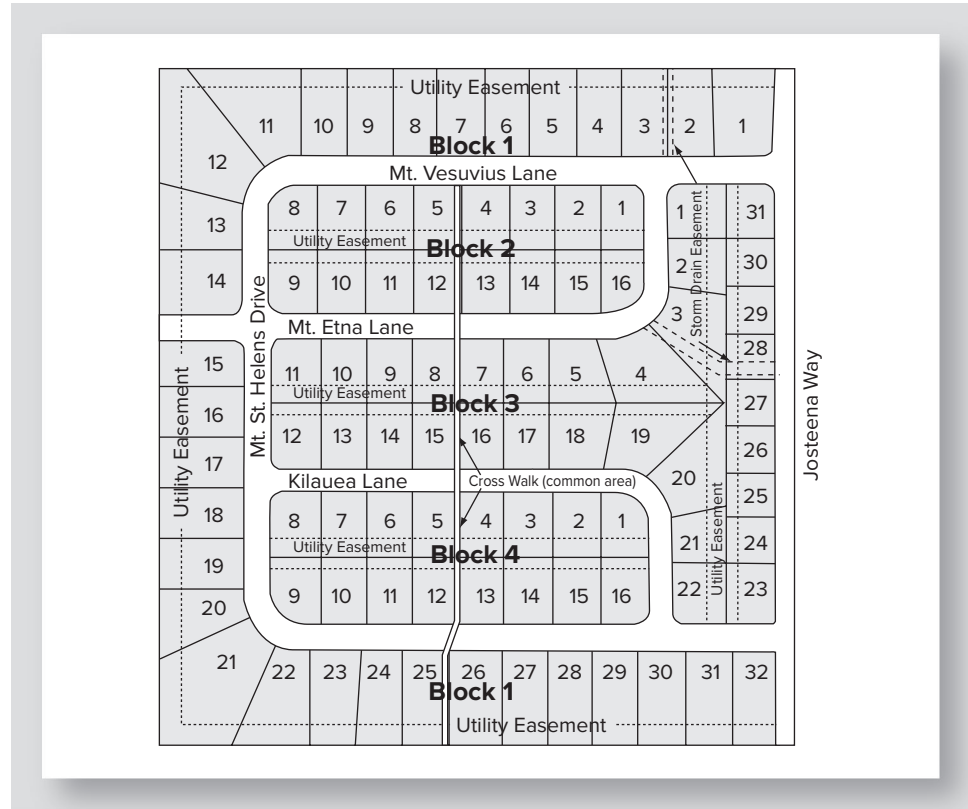 Utility Easement
11 10 9 8 7 6 5 4 3 2 1
Block 1
12
Mt. Vesuvius Lane
13
14
8 7 6 5 4 3 2 1
Utility Easement
Block 2
9 10 11 12 13 14 15 16
1 31
2 30
3 29
28
Storm Drain Easement
Mt. St. Helens Drive
Mt. Etna Lane
15
16
17
18
19
20
21
Utility Easement
11 10 9 8 7 6 5 4
Utility Easement
Block 3
12 13 14 15 16 17 18 19
27
26
20 25
21 24
22 23
Utility Easement
Josteena Way
Kilauea Lane
Cross Walk (common area)
8 7 6 5 4 3 2 1
Utility Easement
Block 4
9 10 11 12 13 14 15 16
22 23 24 25 26 27 28 29 30 31 32
Block 1
Utility Easement